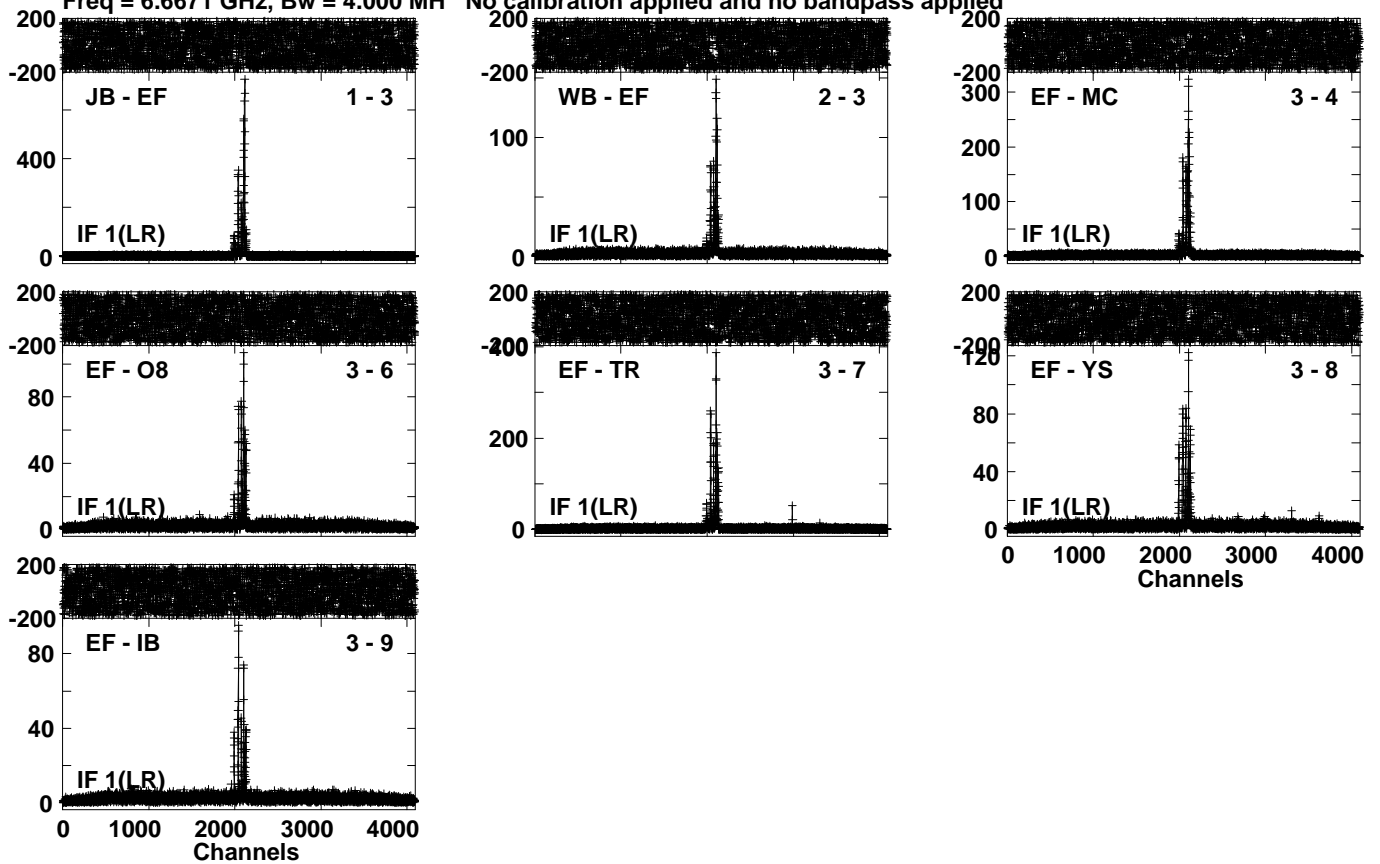 Freq = 6.6671 GHz, Bw = 4.000 MH No calibration applied and no bandpass applied
200
-200
JB - EF 1 - 3
400
IF 1(LR)
0
200
-200
WB - EF 2 - 3
100
IF 1(LR)
0
200
-200
300
EF - MC 3 - 4
200
100
IF 1(LR)
0
200
-200
EF - O8 3 - 6
80
40
IF 1(LR)
0
200
-200
400
EF - TR 3 - 7
200
IF 1(LR)
0
200
-200
120
EF - YS 3 - 8
80
40
IF 1(LR)
0
0 1000 2000 3000 4000
Channels
200
-200
EF - IB 3 - 9
80
40
IF 1(LR)
0
0 1000 2000 3000 4000
Channels